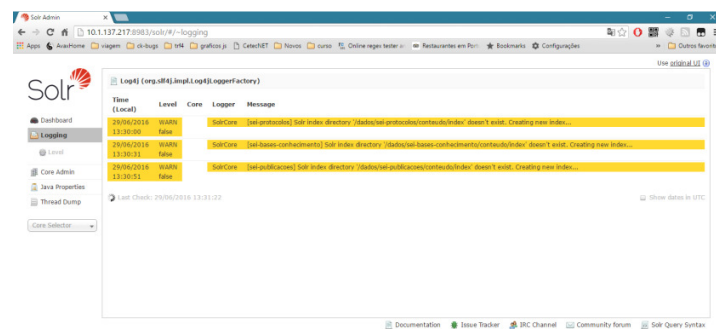 Solr Admin
10.1.137.217:8983/solr/#/~logging
Apps
AvaxHome
viagem
cli-bugs
trf4
graficos js
CetechET
Novos
curso
Online regex tester
Restaurantes em Port
Bookmarks
Configurações
Outros favorit
Use original UI
Solr
Dashboard
Logging
Level
Core Admin
Java Properties
Thread Dump
Core Selector
Log4j (org.slf4j.impl.Log4jLoggerFactory)
Time (Local) Level Core Logger Message
29/06/2016 13:30:00 WARN false SolrCore [sei-protocolos] Solr index directory '/dados/sei-protocolos/conteudo/index' doesn't exist. Creating new index...
29/06/2016 13:30:31 WARN false SolrCore [sei-bases-conhecimento] Solr index directory '/dados/sei-bases-conhecimento/conteudo/index' doesn't exist. Creating new index...
29/06/2016 13:30:51 WARN false SolrCore [sei-publicacoes] Solr index directory '/dados/sei-publicacoes/conteudo/index' doesn't exist. Creating new index...
Last Check: 29/06/2016 13:31:23
Show dates in UTC
Documentation
Issue Tracker
IRC Channel
Community forum
Solr Query Syntax